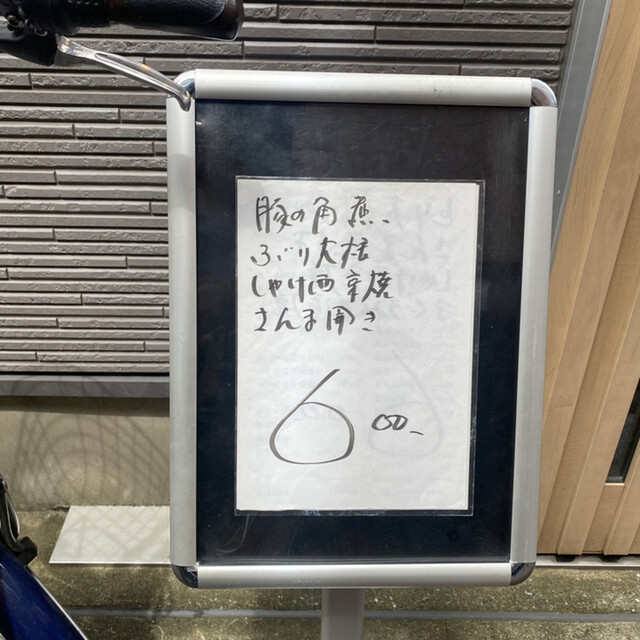 豚の角煮
ぶり大根
しゃけ西京焼
さんま開き
600-